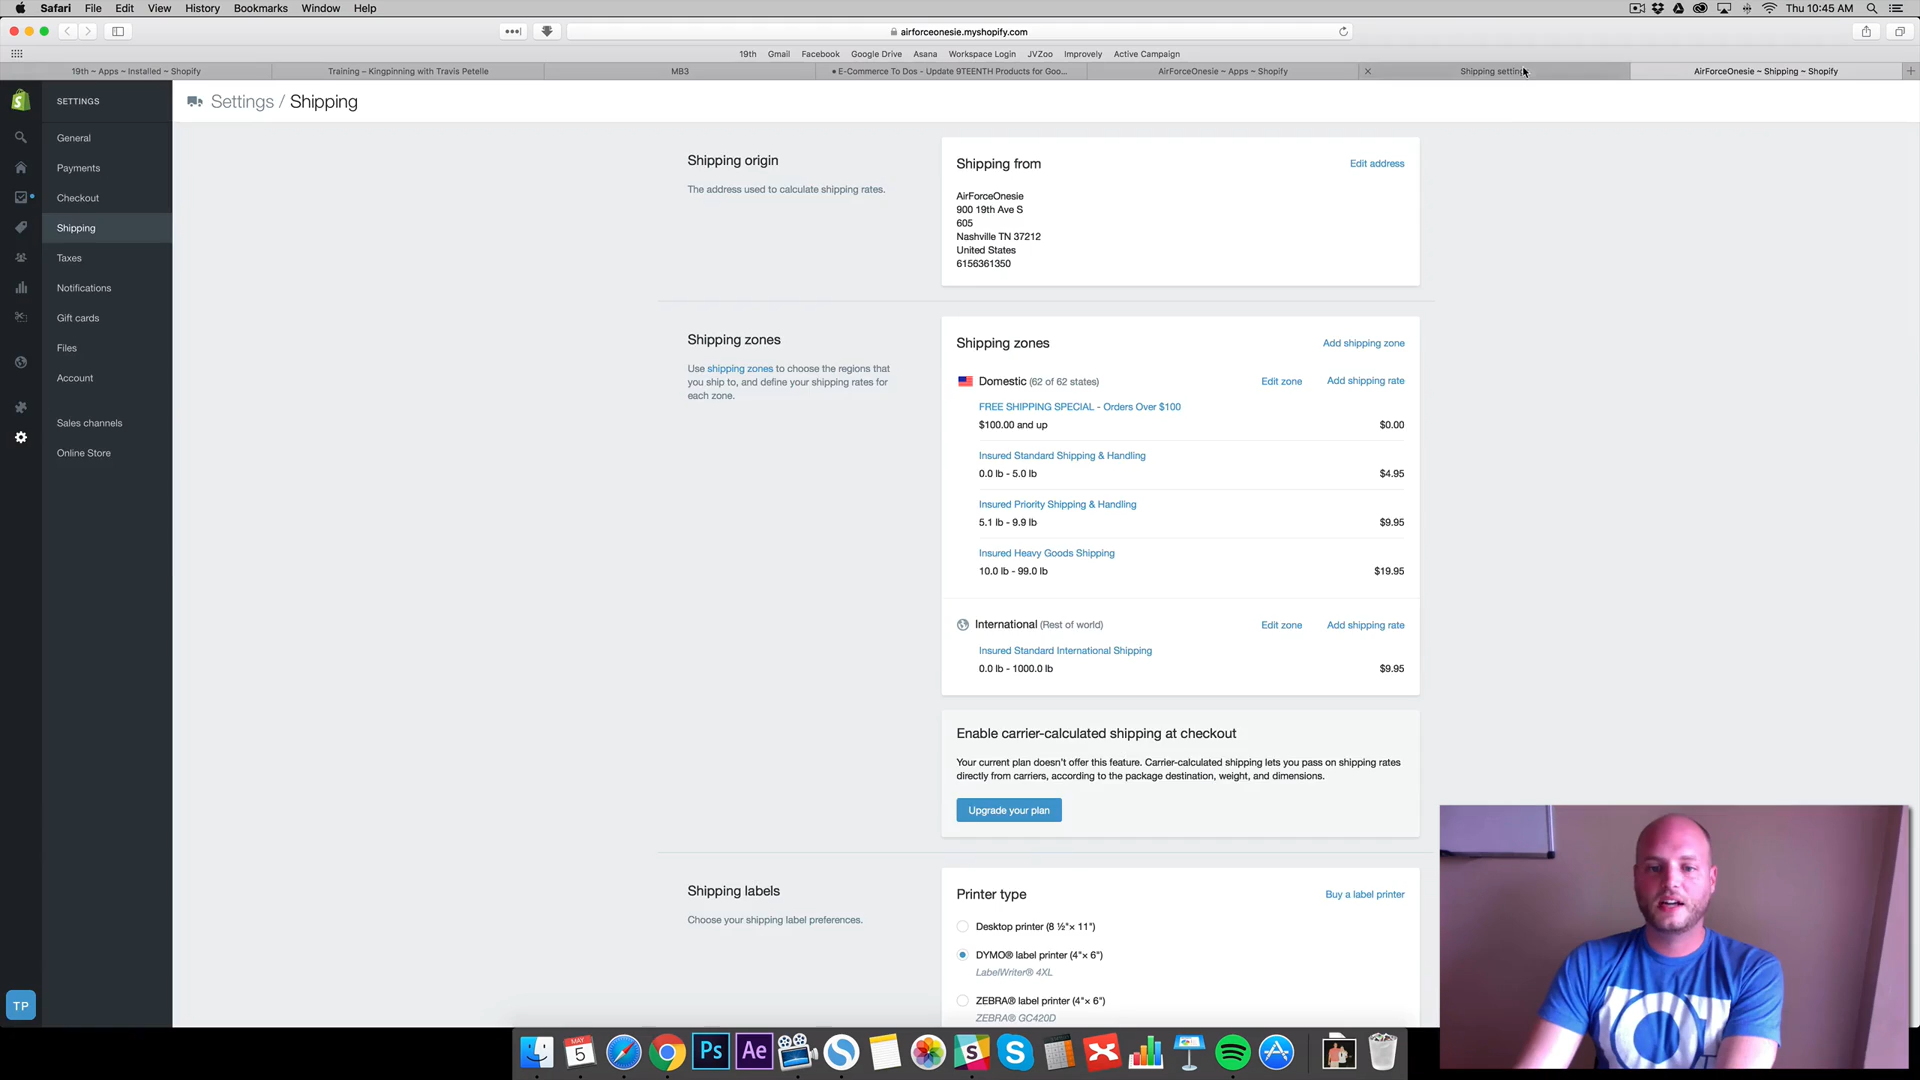 Safari File Edit View History Bookmarks Window Help
Thu 10:45 AM
airforceonesie.myshopify.com
19th Gmail Facebook Google Drive Asana Workspace Login JVZoo Improvely Active Campaign
19th ~ Apps ~ Installed ~ Shopify
Training ~ Kingpinning with Travis Petelle
MB3
E-Commerce To Dos - Update 9TEENTH Products for Goo...
AirForceOnesie ~ Apps ~ Shopify
Shipping settings
AirForceOnesie ~ Shipping ~ Shopify
SETTINGS
General
Payments
Checkout
Shipping
Taxes
Notifications
Gift cards
Files
Account
Sales channels
Online Store
TP
Settings / Shipping
Shipping origin
The address used to calculate shipping rates.
Shipping from
Edit address
AirForceOnesie
900 19th Ave S
605
Nashville TN 37212
United States
6156361350
Shipping zones
Use shipping zones to choose the regions that
you ship to, and define your shipping rates for
each zone.
Shipping zones
Add shipping zone
Domestic (62 of 62 states)
Edit zone
Add shipping rate
FREE SHIPPING SPECIAL - Orders Over $100
$100.00 and up
$0.00
Insured Standard Shipping & Handling
0.0 lb - 5.0 lb
$4.95
Insured Priority Shipping & Handling
5.1 lb - 9.9 lb
$9.95
Insured Heavy Goods Shipping
10.0 lb - 99.0 lb
$19.95
International (Rest of world)
Edit zone
Add shipping rate
Insured Standard International Shipping
0.0 lb - 1000.0 lb
$9.95
Enable carrier-calculated shipping at checkout
Your current plan doesn't offer this feature. Carrier-calculated shipping lets you pass on shipping rates
directly from carriers, according to the package destination, weight, and dimensions.
Upgrade your plan
Shipping labels
Choose your shipping label preferences.
Printer type
Buy a label printer
Desktop printer (8 ½"× 11")
DYMO® label printer (4"× 6")
LabelWriter® 4XL
ZEBRA® label printer (4"× 6")
ZEBRA® GC420D
MAY
5
Ps
Ae